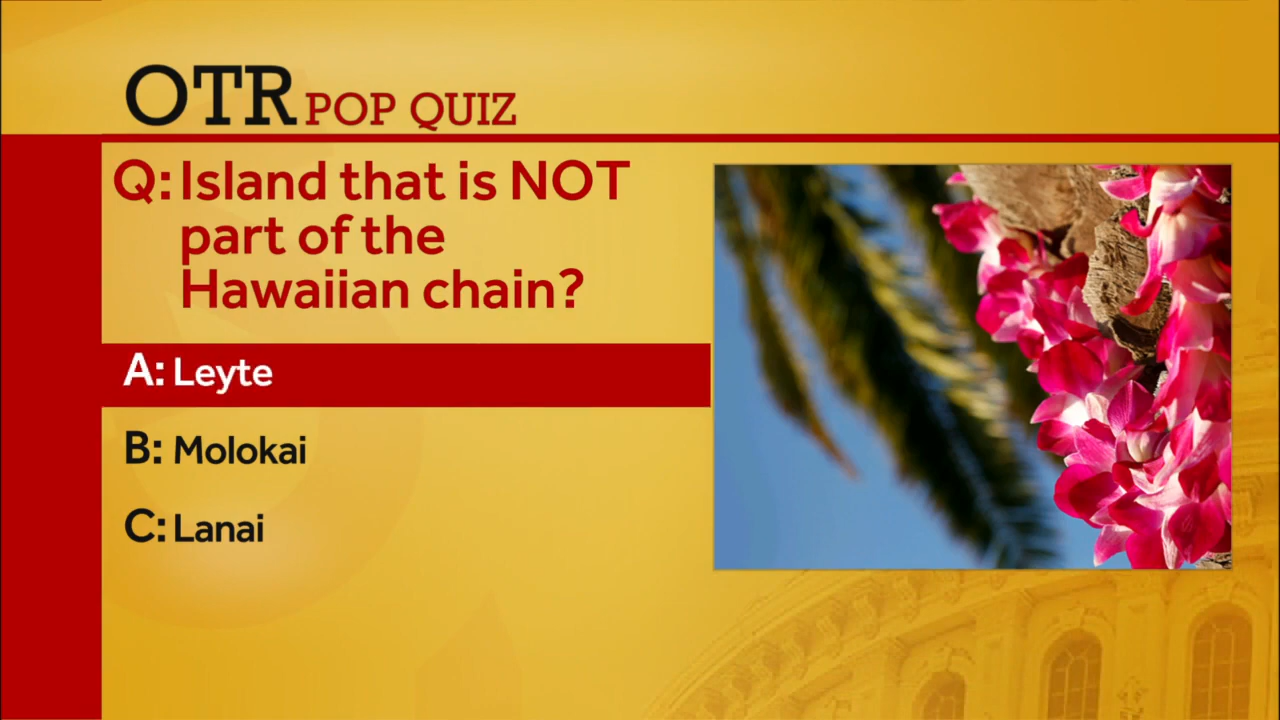 OTR POP QUIZ
Q: Island that is NOT
part of the
Hawaiian chain?
A: Leyte
B: Molokai
C: Lanai